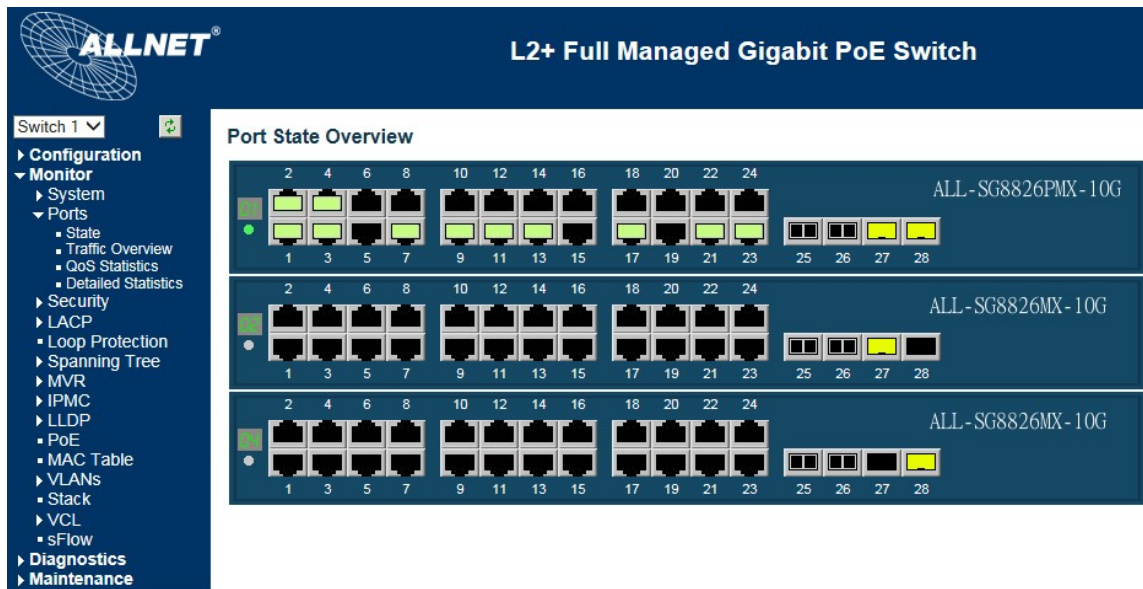 ALLNET®
L2+ Full Managed Gigabit PoE Switch
Switch 1
Configuration
Monitor
System
Ports
State
Traffic Overview
QoS Statistics
Detailed Statistics
Security
LACP
Loop Protection
Spanning Tree
MVR
IPMC
LLDP
PoE
MAC Table
VLANs
Stack
VCL
sFlow
Diagnostics
Maintenance
Port State Overview
2 4 6 8 10 12 14 16 18 20 22 24
ALL-SG8826PMX-10G
01
1 3 5 7 9 11 13 15 17 19 21 23 25 26 27 28
2 4 6 8 10 12 14 16 18 20 22 24
ALL-SG8826MX-10G
02
1 3 5 7 9 11 13 15 17 19 21 23 25 26 27 28
2 4 6 8 10 12 14 16 18 20 22 24
ALL-SG8826MX-10G
04
1 3 5 7 9 11 13 15 17 19 21 23 25 26 27 28